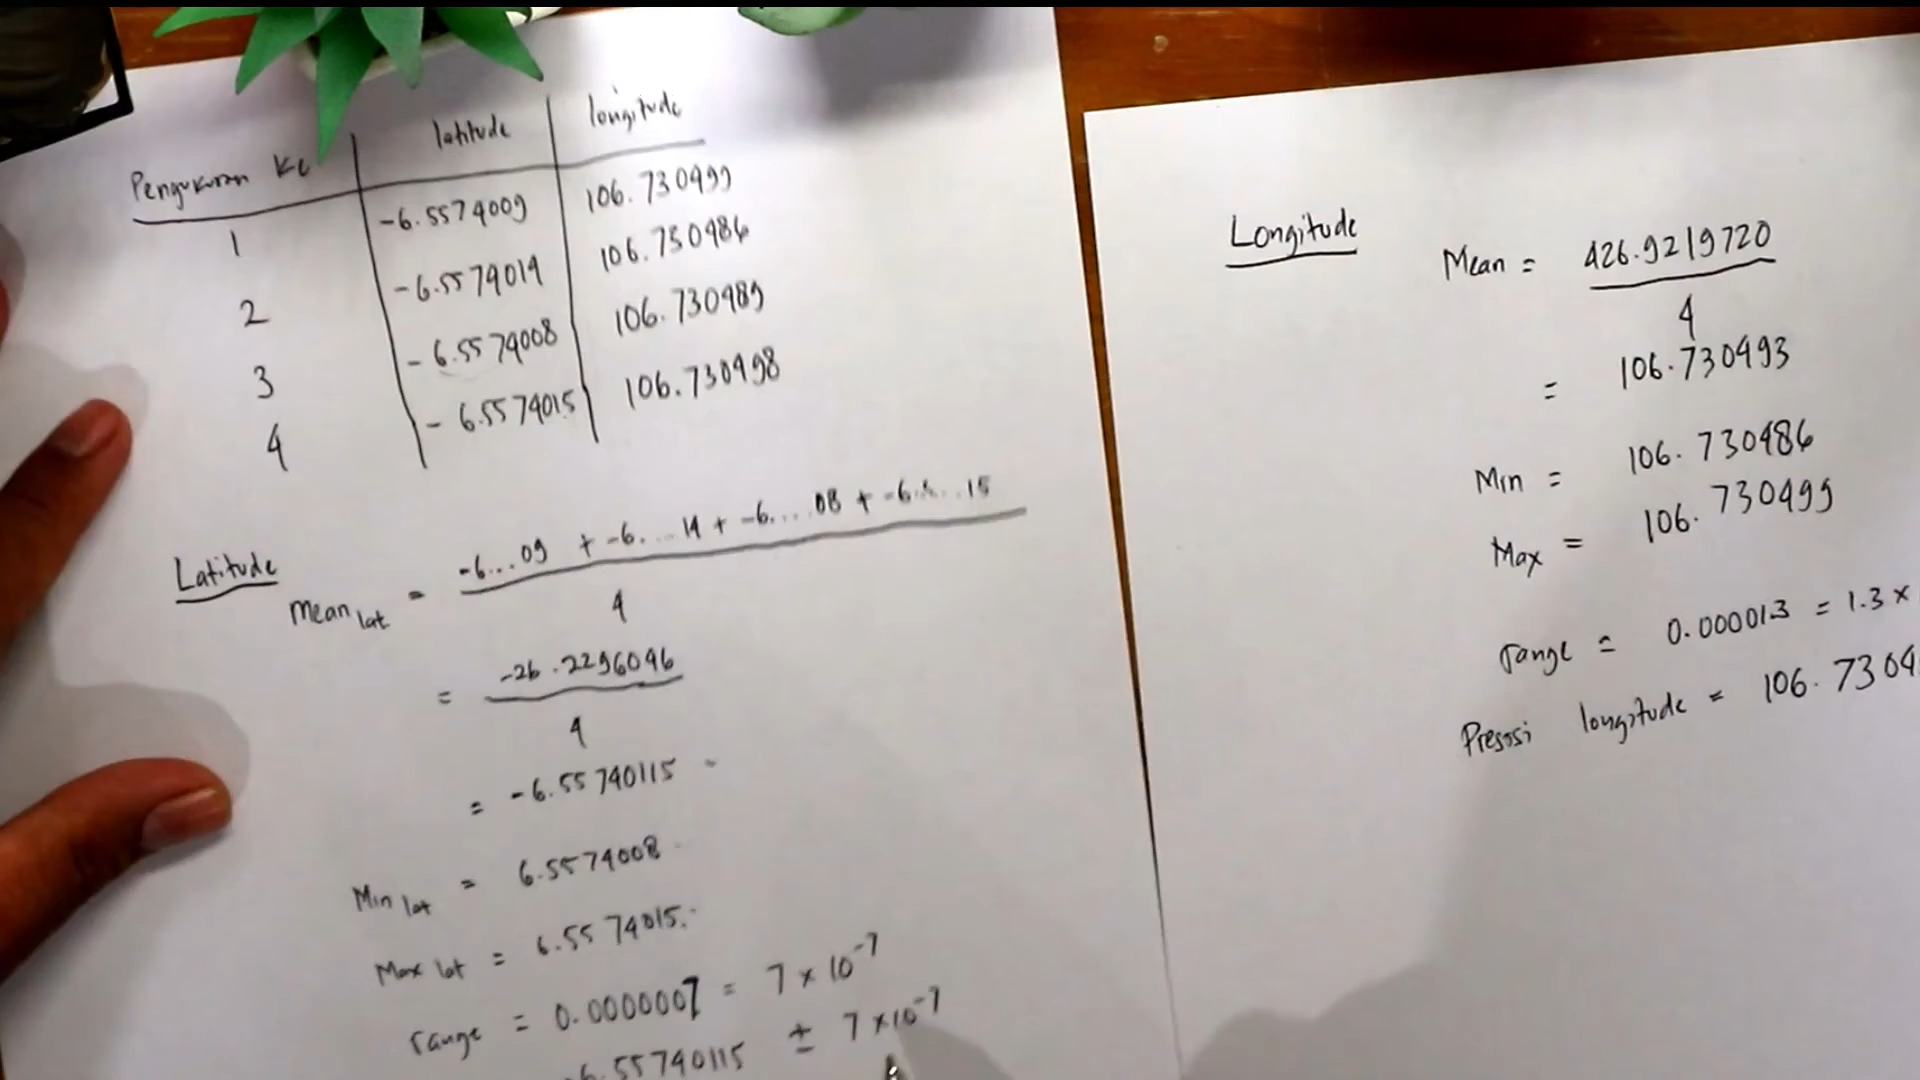 Pengukuran Ke latitude longitude
1 -6.5574009 106.730499
2 -6.5574014 106.730486
3 -6.5574008 106.730489
4 -6.5574015 106.730498
Latitude
Mean lat = -6...09 + -6....14 + -6....08 + -6.....15
4
= -26.2296046
4
= -6.55740115
Min lat = 6.5574008
Max lat = 6.5574015
range = 0.0000007 = 7 x 10-7
-6.55740115 ± 7 x 10-7
Longitude
Mean = 426.9219720
4
= 106.730493
Min = 106.730486
Max = 106.730499
range = 0.000013 = 1.3 x
Presisi longitude = 106.7304